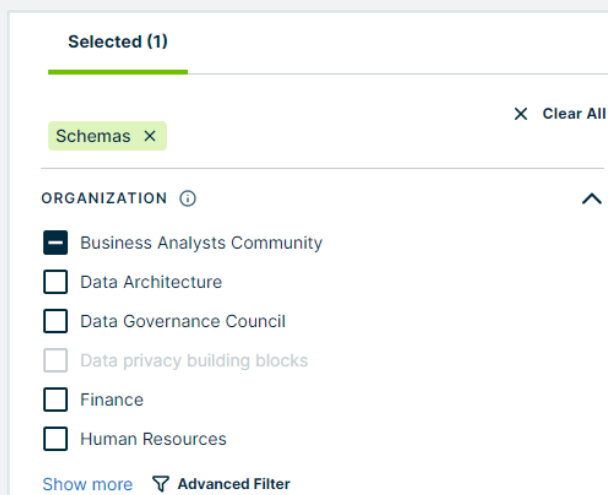 Selected (1)
Clear All
Schemas
ORGANIZATION
Business Analysts Community
Data Architecture
Data Governance Council
Data privacy building blocks
Finance
Human Resources
Show more Advanced Filter